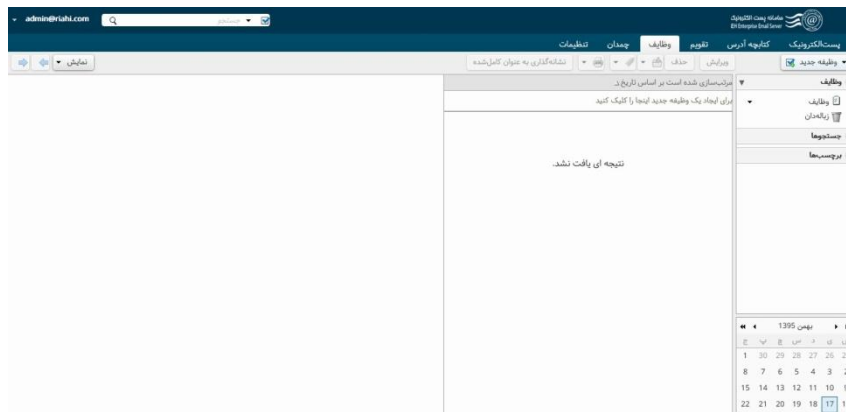 سامانه پست الکترونیک
EH Enterprise Email Server
جستجو
admin@riahi.com
پست‌الکترونیک
کتابچه آدرس
تقویم
وظایف
چمدان
تنظیمات
وظیفه جدید
ویرایش
حذف
نشانه‌گذاری به عنوان کامل‌شده
نمایش
وظایف
وظایف
زباله‌دان
جستجوها
برچسب‌ها
مرتب‌سازی شده است بر اساس تاریخ
برای ایجاد یک وظیفه جدید اینجا را کلیک کنید
نتیجه ای یافت نشد.
بهمن 1395
ی د س چ پ ج
26 27 28 29 30 1
3 4 5 6 7 8
10 11 12 13 14 15
17 18 19 20 21 22